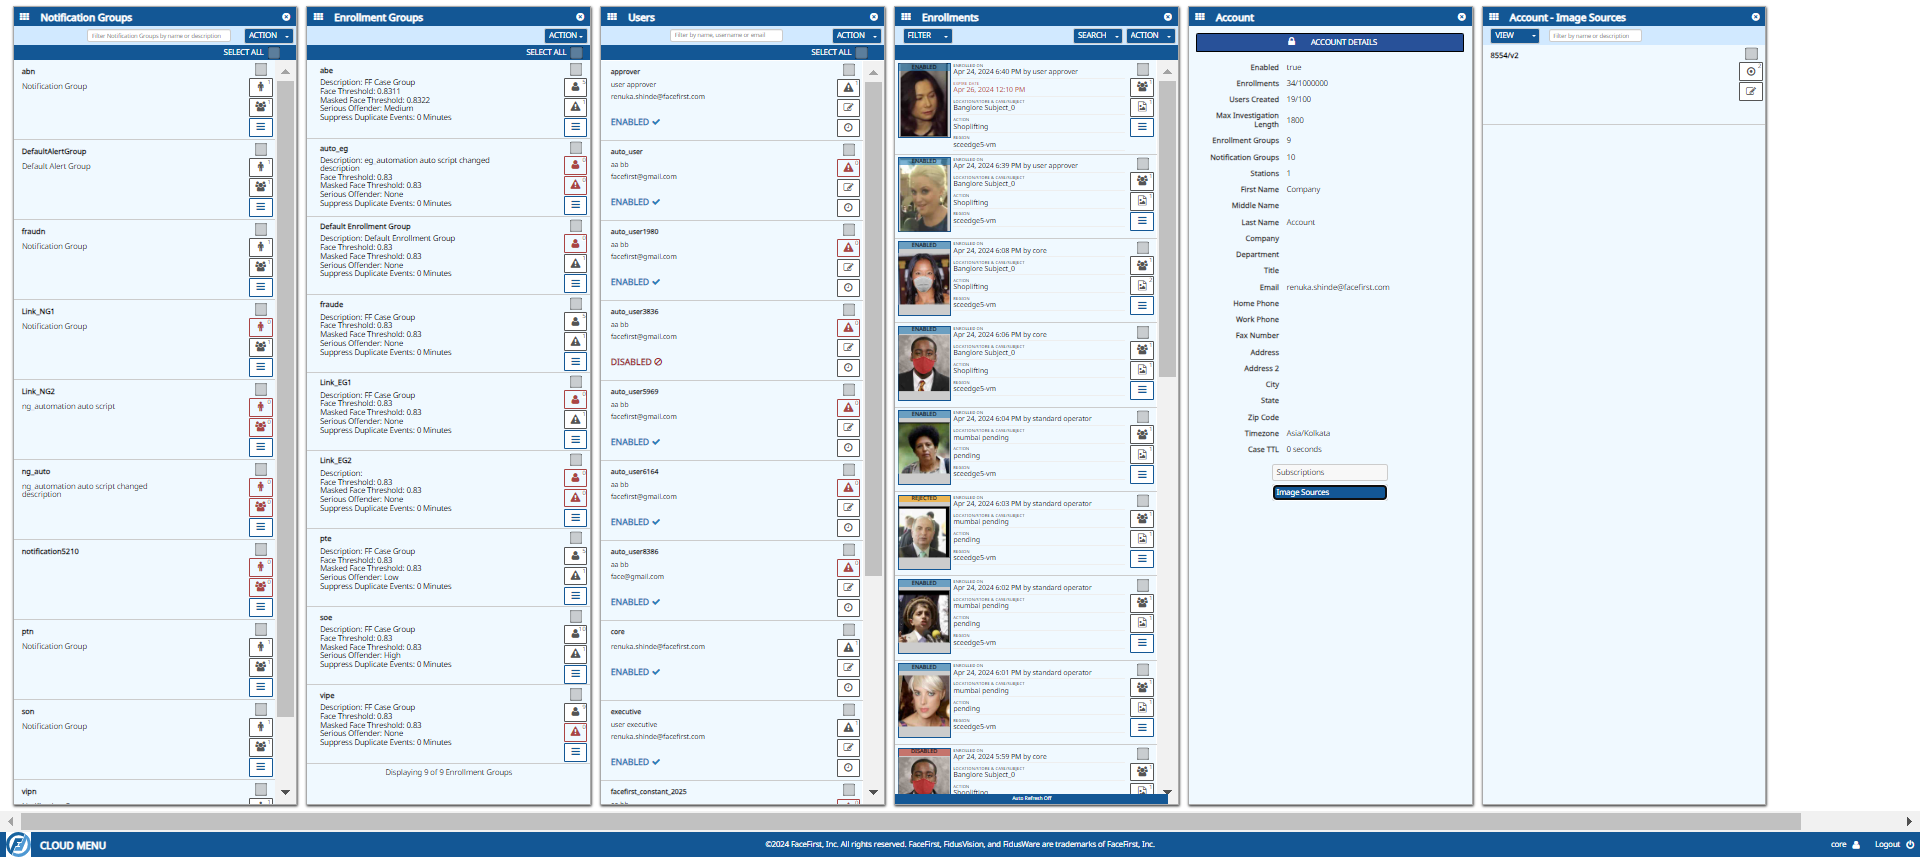 Notification Groups
Filter Notification Groups by name or description
ACTION
SELECT ALL
abn
Notification Group
DefaultAlertGroup
Default Alert Group
fraudn
Notification Group
Link_NG1
Notification Group
Link_NG2
ng_automation auto script
ng_auto
ng_automation auto script changed
description
notification5210
ptn
Notification Group
son
Notification Group
vipn
Enrollment Groups
ACTION
SELECT ALL
abe
Description: FF Case Group
Face Threshold: 0.8311
Masked Face Threshold: 0.8322
Serious Offender: Medium
Suppress Duplicate Events: 0 Minutes
auto_eg
Description: eg_automation auto script changed
description
Face Threshold: 0.83
Masked Face Threshold: 0.83
Serious Offender: None
Suppress Duplicate Events: 0 Minutes
Default Enrollment Group
Description: Default Enrollment Group
Face Threshold: 0.83
Masked Face Threshold: 0.83
Serious Offender: None
Suppress Duplicate Events: 0 Minutes
fraude
Description: FF Case Group
Face Threshold: 0.83
Masked Face Threshold: 0.83
Serious Offender: None
Suppress Duplicate Events: 0 Minutes
Link_EG1
Description: FF Case Group
Face Threshold: 0.83
Masked Face Threshold: 0.83
Serious Offender: None
Suppress Duplicate Events: 0 Minutes
Link_EG2
Description:
Face Threshold: 0.83
Masked Face Threshold: 0.83
Serious Offender: None
Suppress Duplicate Events: 0 Minutes
pte
Description: FF Case Group
Face Threshold: 0.83
Masked Face Threshold: 0.83
Serious Offender: Low
Suppress Duplicate Events: 0 Minutes
soe
Description: FF Case Group
Face Threshold: 0.83
Masked Face Threshold: 0.83
Serious Offender: High
Suppress Duplicate Events: 0 Minutes
vipe
Description: FF Case Group
Face Threshold: 0.83
Masked Face Threshold: 0.83
Serious Offender: None
Suppress Duplicate Events: 0 Minutes
Displaying 9 of 9 Enrollment Groups
Users
Filter by name, username or email
ACTION
SELECT ALL
approver
user approver
renuka.shinde@facefirst.com
ENABLED
auto_user
aa bb
facefirst@gmail.com
ENABLED
auto_user1980
aa bb
facefirst@gmail.com
ENABLED
auto_user3836
aa bb
facefirst@gmail.com
DISABLED
auto_user5969
aa bb
facefirst@gmail.com
ENABLED
auto_user6164
aa bb
facefirst@gmail.com
ENABLED
auto_user8386
aa bb
face@gmail.com
ENABLED
core
renuka.shinde@facefirst.com
ENABLED
executive
user executive
renuka.shinde@facefirst.com
ENABLED
facefirst_constant_2025
Enrollments
FILTER
SEARCH
ACTION
ENABLED
ENROLLED ON
Apr 24, 2024 6:40 PM by user approver
EXPIRE DATE
Apr 26, 2024 12:10 PM
LOCATION/STORE & CASE/SUBJECT
Banglore Subject_0
ACTION
Shoplifting
REGION
sceedge5-vm
ENABLED
ENROLLED ON
Apr 24, 2024 6:39 PM by user approver
LOCATION/STORE & CASE/SUBJECT
Banglore Subject_0
ACTION
Shoplifting
REGION
sceedge5-vm
ENABLED
ENROLLED ON
Apr 24, 2024 6:08 PM by core
LOCATION/STORE & CASE/SUBJECT
Banglore Subject_0
ACTION
Shoplifting
REGION
sceedge5-vm
ENABLED
ENROLLED ON
Apr 24, 2024 6:06 PM by core
LOCATION/STORE & CASE/SUBJECT
Banglore Subject_0
ACTION
Shoplifting
REGION
sceedge5-vm
ENABLED
ENROLLED ON
Apr 24, 2024 6:04 PM by standard operator
LOCATION/STORE & CASE/SUBJECT
mumbai pending
ACTION
pending
REGION
sceedge5-vm
REJECTED
ENROLLED ON
Apr 24, 2024 6:03 PM by standard operator
LOCATION/STORE & CASE/SUBJECT
mumbai pending
ACTION
pending
REGION
sceedge5-vm
ENABLED
ENROLLED ON
Apr 24, 2024 6:02 PM by standard operator
LOCATION/STORE & CASE/SUBJECT
mumbai pending
ACTION
pending
REGION
sceedge5-vm
ENABLED
ENROLLED ON
Apr 24, 2024 6:01 PM by standard operator
LOCATION/STORE & CASE/SUBJECT
mumbai pending
ACTION
pending
REGION
sceedge5-vm
DISABLED
ENROLLED ON
Apr 24, 2024 5:59 PM by core
LOCATION/STORE & CASE/SUBJECT
Banglore Subject_0
ACTION
Shoplifting
Auto Refresh Off
Account
ACCOUNT DETAILS
Enabled true
Enrollments 34/1000000
Users Created 19/100
Max Investigation
Length 1800
Enrollment Groups 9
Notification Groups 10
Stations 1
First Name Company
Middle Name
Last Name Account
Company
Department
Title
Email renuka.shinde@facefirst.com
Home Phone
Work Phone
Fax Number
Address
Address 2
City
State
Zip Code
Timezone Asia/Kolkata
Case TTL 0 seconds
Subscriptions
Image Sources
Account - Image Sources
VIEW
Filter by name or description
8554/v2
CLOUD MENU
©2024 FaceFirst, Inc. All rights reserved. FaceFirst, FidusVision, and FidusWare are trademarks of FaceFirst, Inc.
core
Logout